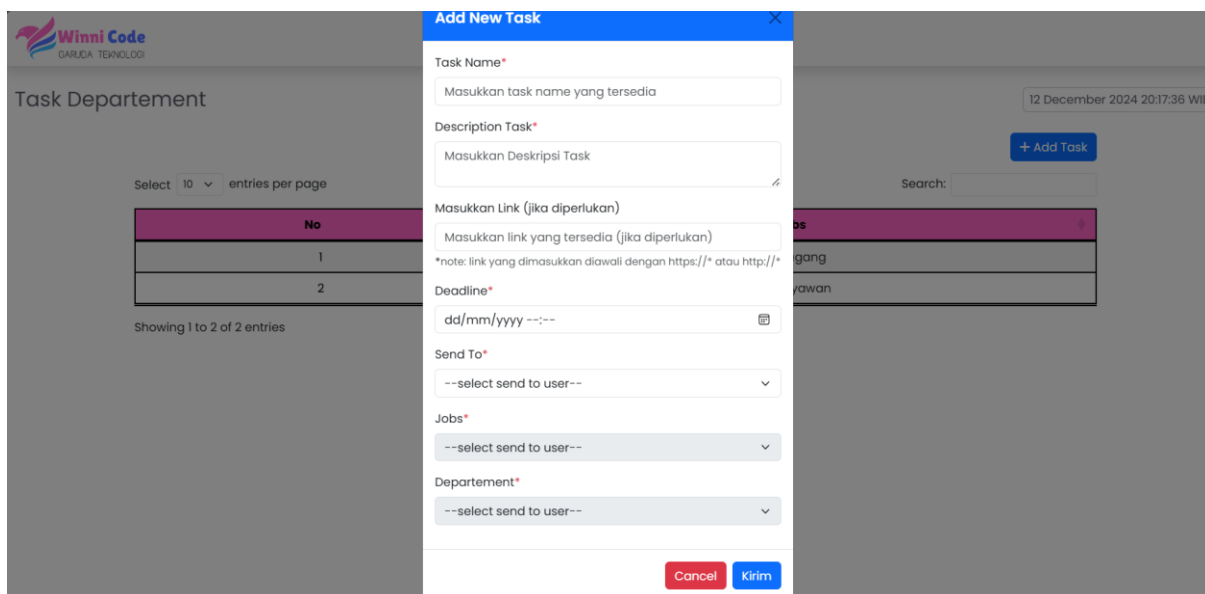 Winni Code
GARUDA TEKNOLOGI
Task Departement
12 December 2024 20:17:36 WI
+ Add Task
Select 10 entries per page
Search:
No
bs
1
gang
2
yawan
Showing 1 to 2 of 2 entries
Add New Task
Task Name*
Masukkan task name yang tersedia
Description Task*
Masukkan Deskripsi Task
Masukkan Link (jika diperlukan)
Masukkan link yang tersedia (jika diperlukan)
*note: link yang dimasukkan diawali dengan https://* atau http://*
Deadline*
dd/mm/yyyy --:--
Send To*
--select send to user--
Jobs*
--select send to user--
Departement*
--select send to user--
Cancel
Kirim